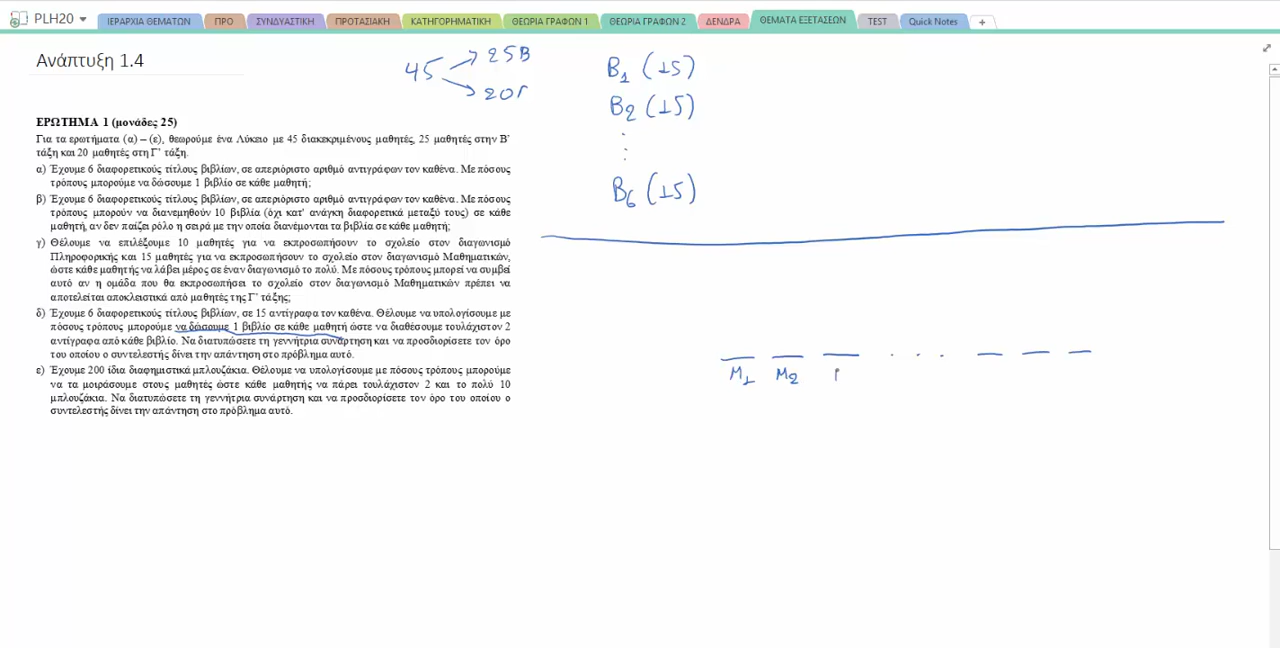 PLH20 ΙΕΡΑΡΧΙΑ ΘΕΜΑΤΩΝ ΠΡΟ ΣΥΝΔΥΑΣΤΙΚΗ ΠΡΟΤΑΣΙΑΚΗ ΚΑΤΗΓΟΡΗΜΑΤΙΚΗ ΘΕΩΡΙΑ ΓΡΑΦΩΝ 1 ΘΕΩΡΙΑ ΓΡΑΦΩΝ 2 ΔΕΝΔΡΑ ΘΕΜΑΤΑ ΕΞΕΤΑΣΕΩΝ TEST Quick Notes +
Ανάπτυξη 1.4
ΕΡΩΤΗΜΑ 1 (μονάδες 25)
Για τα ερωτήματα (α) – (ε), θεωρούμε ένα Λύκειο με 45 διακεκριμένους μαθητές, 25 μαθητές στην Β'
τάξη και 20 μαθητές στη Γ' τάξη.
α) Έχουμε 6 διαφορετικούς τίτλους βιβλίων, σε απεριόριστο αριθμό αντιγράφων τον καθένα. Με πόσους
τρόπους μπορούμε να δώσουμε 1 βιβλίο σε κάθε μαθητή;
β) Έχουμε 6 διαφορετικούς τίτλους βιβλίων, σε απεριόριστο αριθμό αντιγράφων τον καθένα. Με πόσους
τρόπους μπορούν να διανεμηθούν 10 βιβλία (όχι κατ' ανάγκη διαφορετικά μεταξύ τους) σε κάθε
μαθητή, αν δεν παίζει ρόλο η σειρά με την οποία διανέμονται τα βιβλία σε κάθε μαθητή;
γ) Θέλουμε να επιλέξουμε 10 μαθητές για να εκπροσωπήσουν το σχολείο στον διαγωνισμό
Πληροφορικής και 15 μαθητές για να εκπροσωπήσουν το σχολείο στον διαγωνισμό Μαθηματικών,
ώστε κάθε μαθητής να λάβει μέρος σε έναν διαγωνισμό το πολύ. Με πόσους τρόπους μπορεί να συμβεί
αυτό αν η ομάδα που θα εκπροσωπήσει το σχολείο στον διαγωνισμό Μαθηματικών πρέπει να
αποτελείται αποκλειστικά από μαθητές της Γ' τάξης;
δ) Έχουμε 6 διαφορετικούς τίτλους βιβλίων, σε 15 αντίγραφα τον καθένα. Θέλουμε να υπολογίσουμε με
πόσους τρόπους μπορούμε να δώσουμε 1 βιβλίο σε κάθε μαθητή ώστε να διαθέσουμε τουλάχιστον 2
αντίγραφα από κάθε βιβλίο. Να διατυπώσετε τη γεννήτρια συνάρτηση και να προσδιορίσετε τον όρο
του οποίου ο συντελεστής δίνει την απάντηση στο πρόβλημα αυτό.
ε) Έχουμε 200 ίδια διαφημιστικά μπλουζάκια. Θέλουμε να υπολογίσουμε με πόσους τρόπους μπορούμε
να τα μοιράσουμε στους μαθητές ώστε κάθε μαθητής να πάρει τουλάχιστον 2 και το πολύ 10
μπλουζάκια. Να διατυπώσετε τη γεννήτρια συνάρτηση και να προσδιορίσετε τον όρο του οποίου ο
συντελεστής δίνει την απάντηση στο πρόβλημα αυτό.
45 25Β
20Γ
Β1 (15)
Β2 (15)
Β6 (15)
Μ1 Μ2